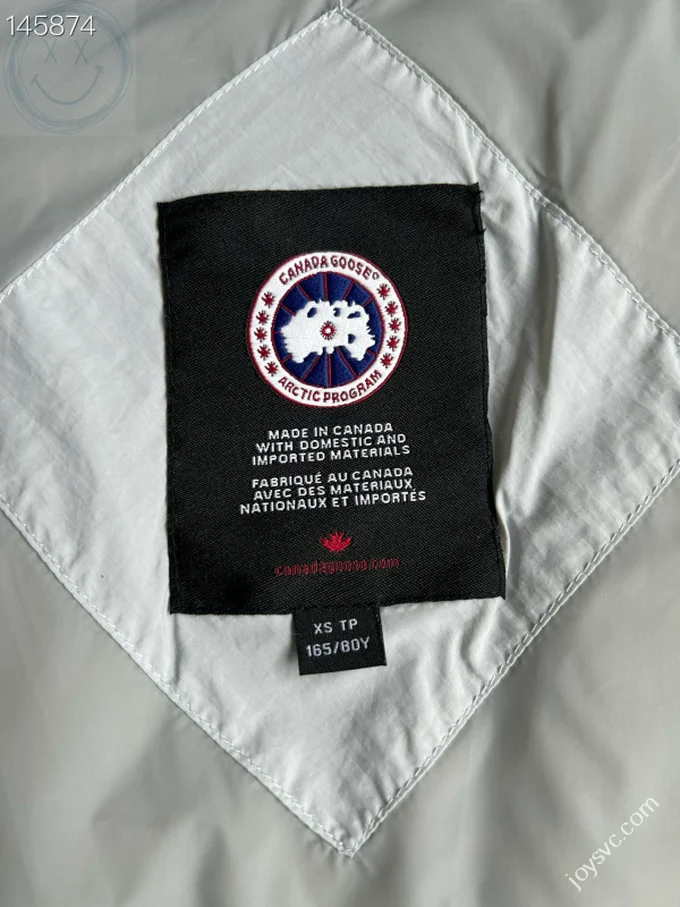 145874
CANADA GOOSE®
ARCTIC PROGRAM
MADE IN CANADA
WITH DOMESTIC AND
IMPORTED MATERIALS
FABRIQUÉ AU CANADA
AVEC DES MATERIAUX
NATIONAUX ET IMPORTÉS
canadagoose.com
XS TP
165/80Y
joysvc.com